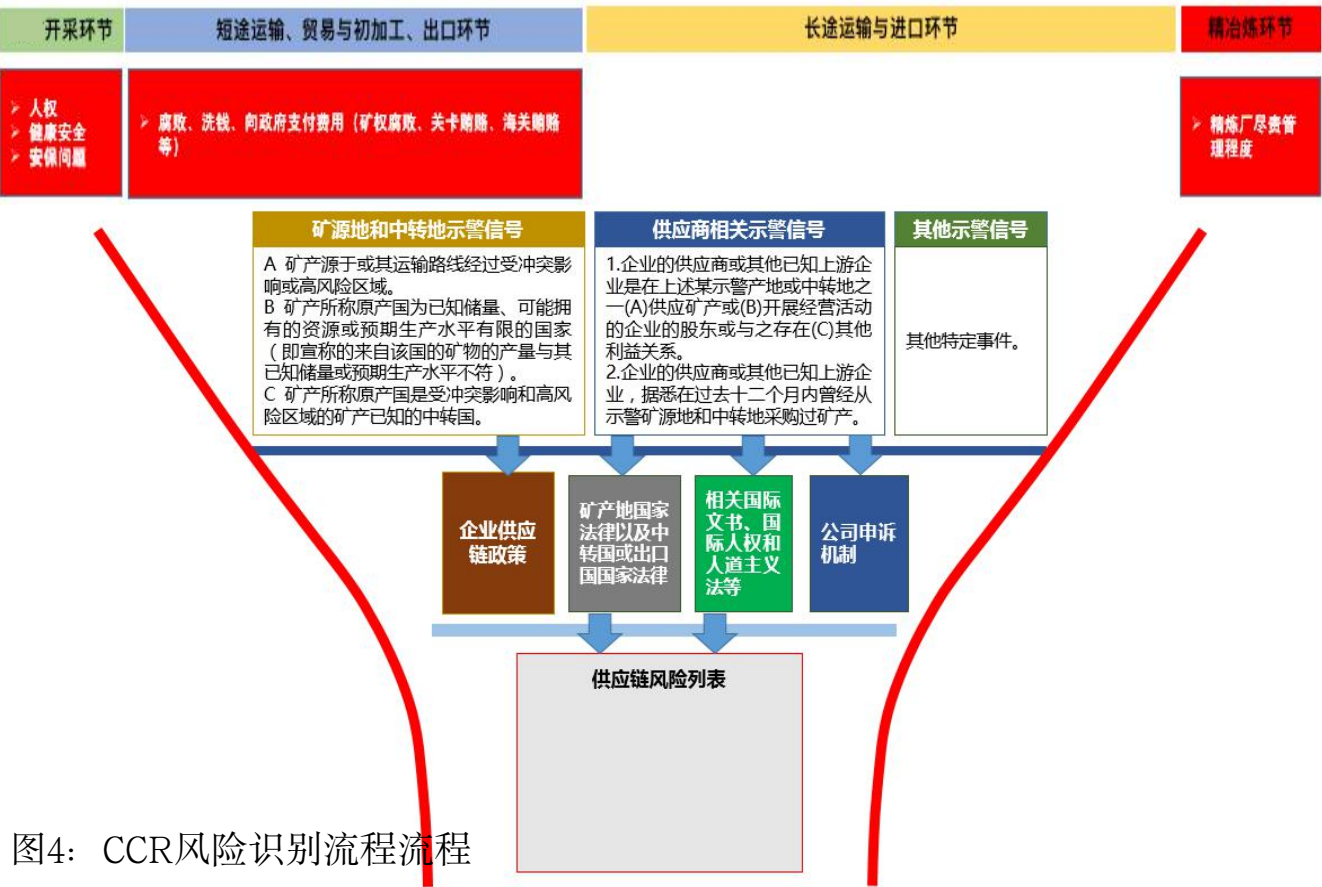 开采环节
短途运输、贸易与初加工、出口环节
长途运输与进口环节
精冶炼环节
➢ 人权
➢ 健康安全
➢ 安保问题
➢ 腐败、洗钱、向政府支付费用（矿权腐败、关卡贿赂、海关贿赂
等）
➢ 精炼厂尽责管
理程度
矿源地和中转地示警信号
A 矿产源于或其运输路线经过受冲突影
响或高风险区域。
B 矿产所称原产国为已知储量、可能拥
有的资源或预期生产水平有限的国家
（即宣称的来自该国的矿物的产量与其
已知储量或预期生产水平不符）。
C 矿产所称原产国是受冲突影响和高风
险区域的矿产已知的中转国。
供应商相关示警信号
1.企业的供应商或其他已知上游企
业是在上述某示警产地或中转地之
一(A)供应矿产或(B)开展经营活动
的企业的股东或与之存在(C)其他
利益关系。
2.企业的供应商或其他已知上游企
业，据悉在过去十二个月内曾经从
示警矿源地和中转地采购过矿产。
其他示警信号
其他特定事件。
企业供应
链政策
矿产地国家
法律以及中
转国或出口
国国家法律
相关国际
文书、国
际人权和
人道主义
法等
公司申诉
机制
供应链风险列表
图4：CCR风险识别流程流程